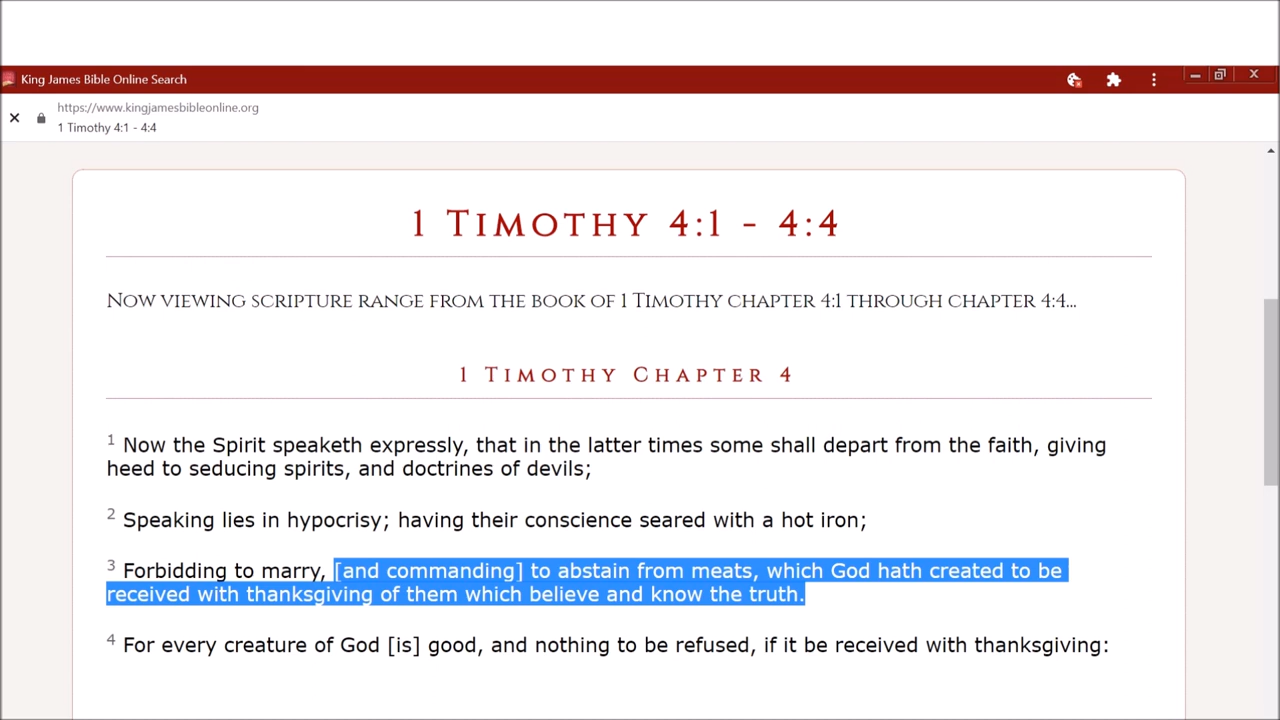 King James Bible Online Search
https://www.kingjamesbibleonline.org
1 Timothy 4:1 - 4:4
1 Timothy 4:1 - 4:4
Now viewing scripture range from the book of 1 Timothy chapter 4:1 through chapter 4:4...
1 Timothy Chapter 4
1 Now the Spirit speaketh expressly, that in the latter times some shall depart from the faith, giving
heed to seducing spirits, and doctrines of devils;
2 Speaking lies in hypocrisy; having their conscience seared with a hot iron;
3 Forbidding to marry, [and commanding] to abstain from meats, which God hath created to be
received with thanksgiving of them which believe and know the truth.
4 For every creature of God [is] good, and nothing to be refused, if it be received with thanksgiving: